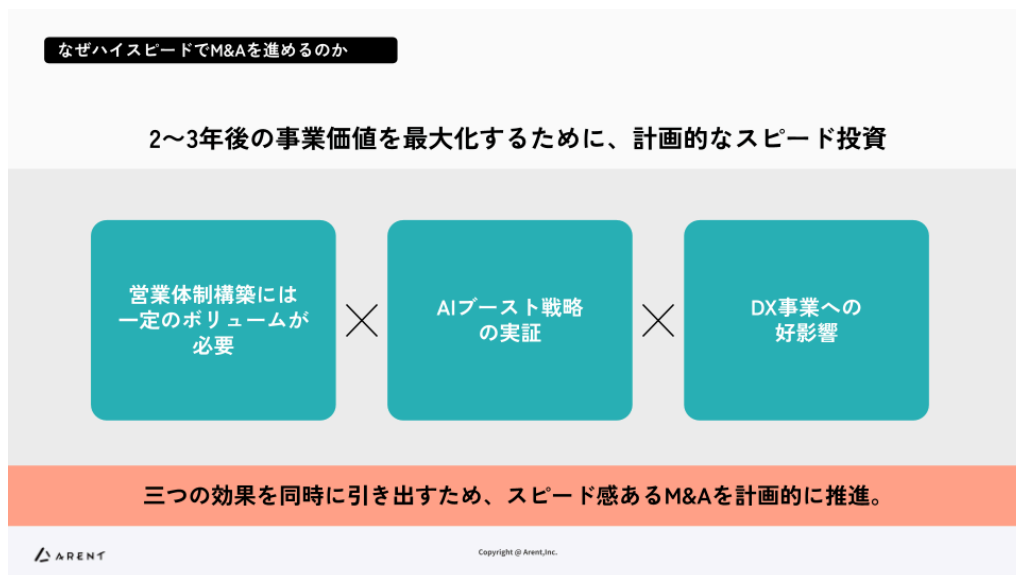 なぜハイスピードでM&Aを進めるのか
2〜3年後の事業価値を最大化するために、計画的なスピード投資
営業体制構築には
一定のボリュームが
必要
AIブースト戦略
の実証
DX事業への
好影響
三つの効果を同時に引き出すため、スピード感あるM&Aを計画的に推進。
ARENT
Copyright @ Arent,Inc.